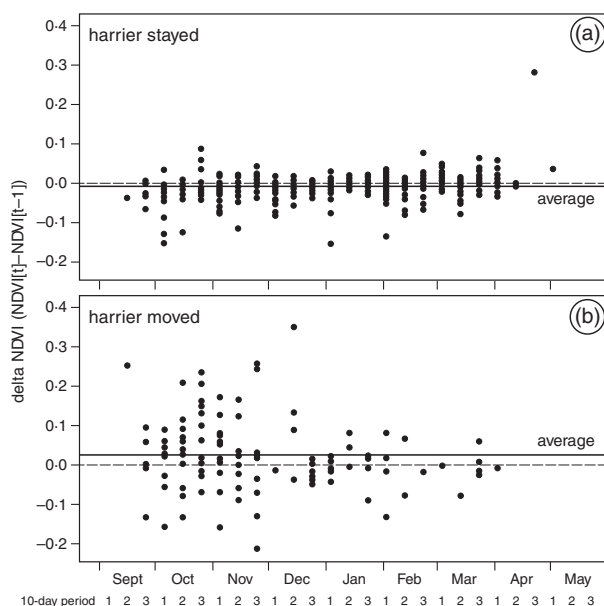 0·4
harrier stayed
(a)
0·3
0·2
0·1
0·0
−0·1
average
−0·2
delta NDVI (NDVI[t]–NDVI[t–1])
0·4
harrier moved
(b)
0·3
0·2
0·1
average
0·0
−0·1
−0·2
Sept Oct Nov Dec Jan Feb Mar Apr May
10-day period 1 2 3 1 2 3 1 2 3 1 2 3 1 2 3 1 2 3 1 2 3 1 2 3 1 2 3